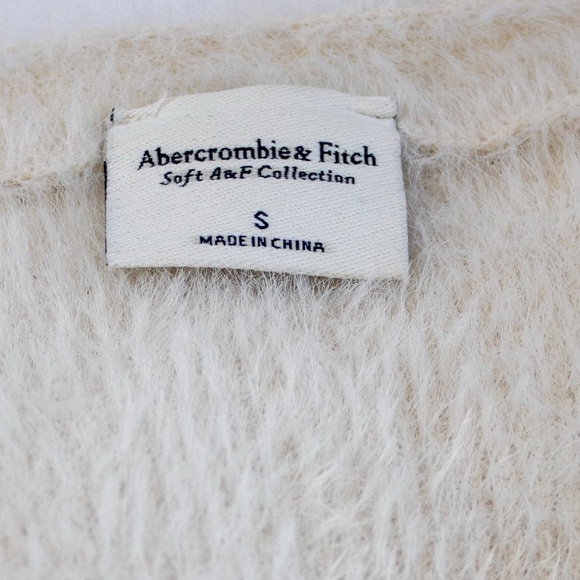 Abercrombie & Fitch
Soft A&F Collection
S
MADE IN CHINA